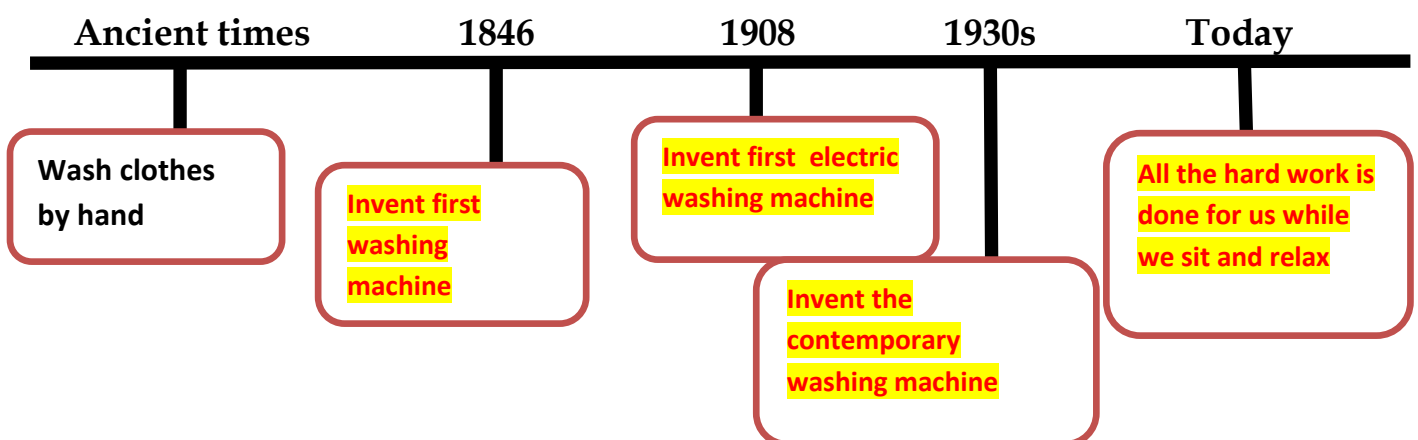 Ancient times 1846 1908 1930s Today
Wash clothes
by hand
Invent first
washing
machine
Invent first electric
washing machine
Invent the
contemporary
washing machine
All the hard work is
done for us while
we sit and relax